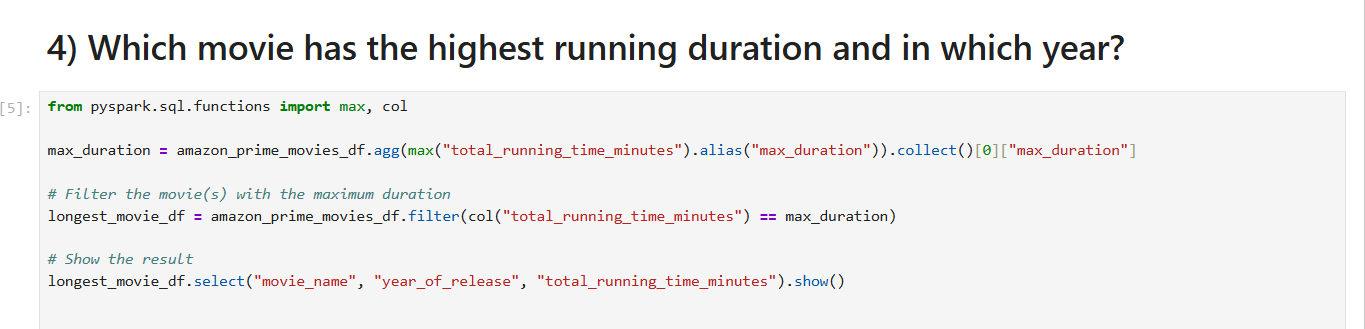 4) Which movie has the highest running duration and in which year?
[5]:
from pyspark.sql.functions import max, col
max_duration = amazon_prime_movies_df.agg(max("total_running_time_minutes").alias("max_duration")).collect()[0]["max_duration"]
# Filter the movie(s) with the maximum duration
longest_movie_df = amazon_prime_movies_df.filter(col("total_running_time_minutes") == max_duration)
# Show the result
longest_movie_df.select("movie_name", "year_of_release", "total_running_time_minutes").show()